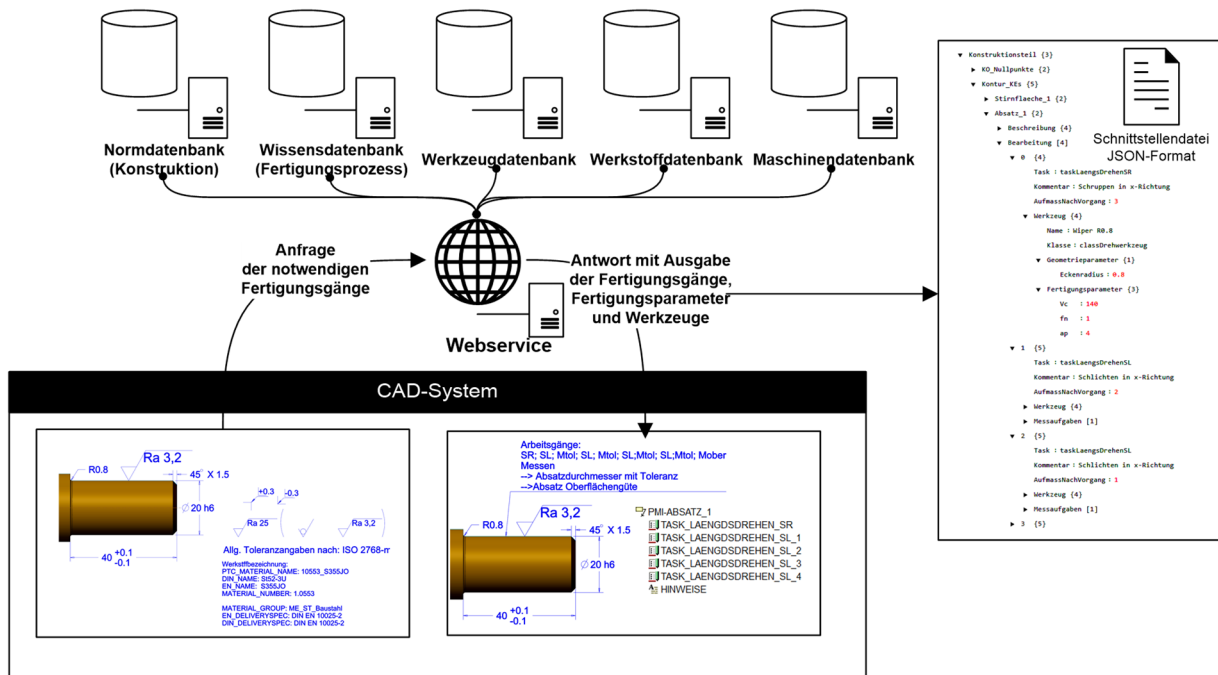 Normdatenbank
(Konstruktion)
Wissensdatenbank
(Fertigungsprozess)
Werkzeugdatenbank
Werkstoffdatenbank
Maschinendatenbank
Anfrage
der notwendigen
Fertigungsgänge
Antwort mit Ausgabe
der Fertigungsgänge,
Fertigungsparameter
und Werkzeuge
Webservice
Schnittstellendatei
JSON-Format
Konstruktionsteil {3}
KO_Nullpunkte {2}
Kontur_KEs {5}
Stirnflaeche_1 {2}
Absatz_1 {2}
Beschreibung {4}
Bearbeitung [4]
0 {4}
Task : taskLaengsDrehenSR
Kommentar : Schruppen in x-Richtung
AufmassNachVorgang : 3
Werkzeug {4}
Name : Wiper R0.8
Klasse : classDrehwerkzeug
Geometrieparameter {1}
Eckenradius : 0.8
Fertigungsparameter {3}
Vc : 140
fn : 1
ap : 4
1 {5}
Task : taskLaengsDrehenSL
Kommentar : Schlichten in x-Richtung
AufmassNachVorgang : 2
Werkzeug {4}
Messaufgaben [1]
2 {5}
Task : taskLaengsDrehenSL
Kommentar : Schlichten in x-Richtung
AufmassNachVorgang : 1
Werkzeug {4}
Messaufgaben [1]
3 {5}
CAD-System
R0.8
Ra 3,2
45° X 1.5
∅20 h6
40 +0.1
-0.1
+0.3
-0.3
Ra 25
Ra 3,2
Allg. Toleranzangaben nach: ISO 2768-m
Werkstffbezeichnung:
PTC_MATERIAL_NAME: 10553_S355JO
DIN_NAME: St52-3U
EN_NAME: S355JO
MATERIAL_NUMBER: 1.0553
MATERIAL_GROUP: ME_ST_Baustahl
EN_DELIVERYSPEC: DIN EN 10025-2
DIN_DELIVERYSPEC: DIN EN 10025-2
Arbeitsgänge:
SR; SL; Mtol; SL; Mtol; SL;Mtol; SL;Mtol; Mober
Messen
--> Absatzdurchmesser mit Toleranz
-->Absatz Oberflächengüte
R0.8
Ra 3,2
45° X 1.5
∅20 h6
40 +0.1
-0.1
PMI-ABSATZ_1
TASK_LAENGDSDREHEN_SR
TASK_LAENGDSDREHEN_SL_1
TASK_LAENGDSDREHEN_SL_2
TASK_LAENGDSDREHEN_SL_3
TASK_LAENGDSDREHEN_SL_4
HINWEISE